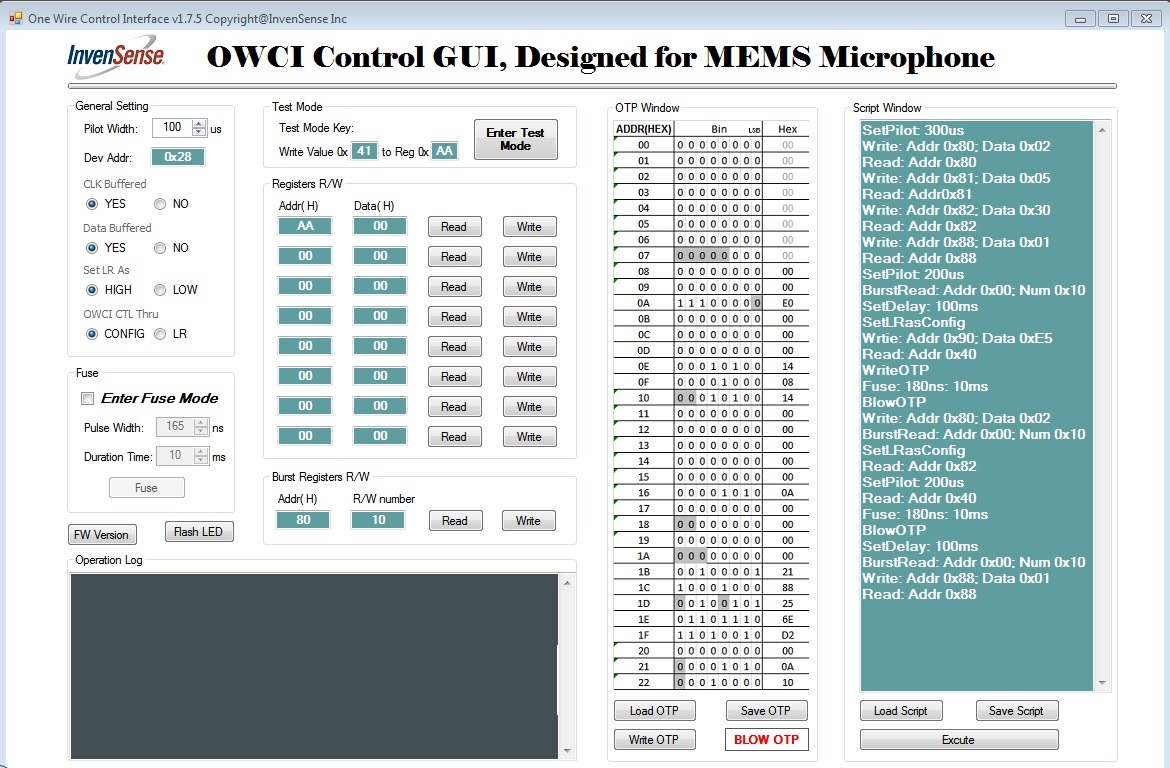 One Wire Control Interface v1.7.5 Copyright@InvenSense Inc
InvenSense
OWCI Control GUI, Designed for MEMS Microphone
General Setting
Pilot Width: 100 us
Dev Addr: 0x28
CLK Buffered
YES NO
Data Buffered
YES NO
Set LR As
HIGH LOW
OWCI CTL Thru
CONFIG LR
Fuse
Enter Fuse Mode
Pulse Width: 165 ns
Duration Time: 10 ms
Fuse
FW Version Flash LED
Test Mode
Test Mode Key:
Write Value 0x 41 to Reg 0x AA
Enter Test
Mode
Registers R/W
Addr( H) Data( H)
AA 00 Read Write
00 00 Read Write
00 00 Read Write
00 00 Read Write
00 00 Read Write
00 00 Read Write
00 00 Read Write
00 00 Read Write
Burst Registers R/W
Addr( H) R/W number
80 10 Read Write
Operation Log
OTP Window
ADDR(HEX) Bin LSB Hex
00 0 0 0 0 0 0 0 0 00
01 0 0 0 0 0 0 0 0 00
02 0 0 0 0 0 0 0 0 00
03 0 0 0 0 0 0 0 0 00
04 0 0 0 0 0 0 0 0 00
05 0 0 0 0 0 0 0 0 00
06 0 0 0 0 0 0 0 0 00
07 0 0 0 0 0 0 0 0 00
08 0 0 0 0 0 0 0 0 00
09 0 0 0 0 0 0 0 0 00
0A 1 1 1 0 0 0 0 0 E0
0B 0 0 0 0 0 0 0 0 00
0C 0 0 0 0 0 0 0 0 00
0D 0 0 0 0 0 0 0 0 00
0E 0 0 0 1 0 1 0 0 14
0F 0 0 0 0 1 0 0 0 08
10 0 0 0 1 0 1 0 0 14
11 0 0 0 0 0 0 0 0 00
12 0 0 0 0 0 0 0 0 00
13 0 0 0 0 0 0 0 0 00
14 0 0 0 0 0 0 0 0 00
15 0 0 0 0 0 0 0 0 00
16 0 0 0 0 1 0 1 0 0A
17 0 0 0 0 0 0 0 0 00
18 0 0 0 0 0 0 0 0 00
19 0 0 0 0 0 0 0 0 00
1A 0 0 0 0 0 0 0 0 00
1B 0 0 1 0 0 0 0 1 21
1C 1 0 0 0 1 0 0 0 88
1D 0 0 1 0 0 1 0 1 25
1E 0 1 1 0 1 1 1 0 6E
1F 1 1 0 1 0 0 1 0 D2
20 0 0 0 0 0 0 0 0 00
21 0 0 0 0 1 0 1 0 0A
22 0 0 0 1 0 0 0 0 10
Load OTP Save OTP
Write OTP BLOW OTP
Script Window
SetPilot: 300us
Write: Addr 0x80; Data 0x02
Read: Addr 0x80
Write: Addr 0x81; Data 0x05
Read: Addr0x81
Write: Addr 0x82; Data 0x30
Read: Addr 0x82
Write: Addr 0x88; Data 0x01
Read: Addr 0x88
SetPilot: 200us
BurstRead: Addr 0x00; Num 0x10
SetDelay: 100ms
SetLRasConfig
Wrtie: Addr 0x90; Data 0xE5
Read: Addr 0x40
WriteOTP
Fuse: 180ns: 10ms
BlowOTP
Write: Addr 0x80; Data 0x02
BurstRead: Addr 0x00; Num 0x10
SetLRasConfig
Read: Addr 0x82
SetPilot: 200us
Read: Addr 0x40
Fuse: 180ns: 10ms
BlowOTP
SetDelay: 100ms
BurstRead: Addr 0x00; Num 0x10
Write: Addr 0x88; Data 0x01
Read: Addr 0x88
Load Script Save Script
Excute